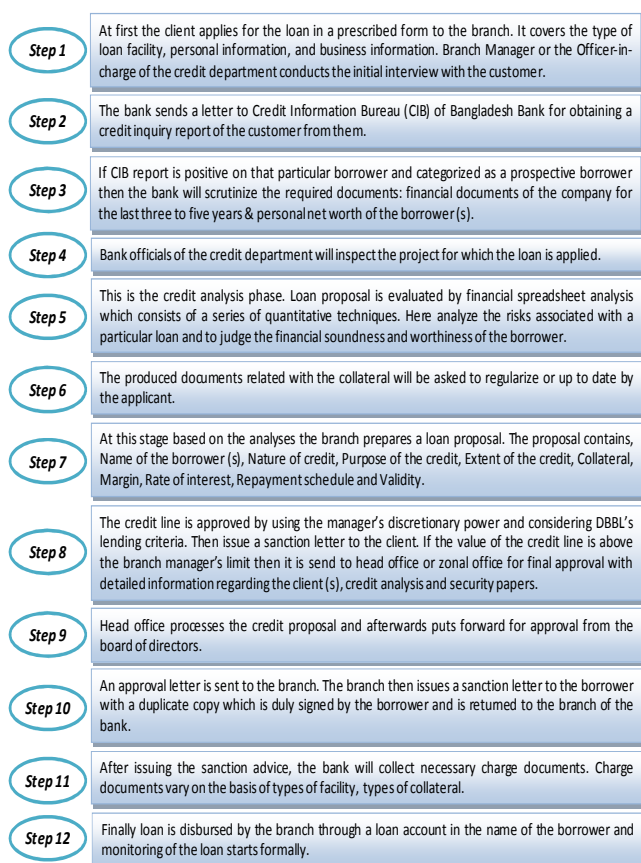 Step 1
At first the client applies for the loan in a prescribed form to the branch. It covers the type of
loan facility, personal information, and business information. Branch Manager or the Officer-in-
charge of the credit department conducts the initial interview with the customer.
Step 2
The bank sends a letter to Credit Information Bureau (CIB) of Bangladesh Bank for obtaining a
credit inquiry report of the customer from them.
Step 3
If CIB report is positive on that particular borrower and categorized as a prospective borrower
then the bank will scrutinize the required documents: financial documents of the company for
the last three to five years & personal net worth of the borrower (s).
Step 4
Bank officials of the credit department will inspect the project for which the loan is applied.
Step 5
This is the credit analysis phase. Loan proposal is evaluated by financial spreadsheet analysis
which consists of a series of quantitative techniques. Here analyze the risks associated with a
particular loan and to judge the financial soundness and worthiness of the borrower.
Step 6
The produced documents related with the collateral will be asked to regularize or up to date by
the applicant.
Step 7
At this stage based on the analyses the branch prepares a loan proposal. The proposal contains,
Name of the borrower (s), Nature of credit, Purpose of the credit, Extent of the credit, Collateral,
Margin, Rate of interest, Repayment schedule and Validity.
Step 8
The credit line is approved by using the manager's discretionary power and considering DBBL's
lending criteria. Then issue a sanction letter to the client. If the value of the credit line is above
the branch manager's limit then it is send to head office or zonal office for final approval with
detailed information regarding the client (s), credit analysis and security papers.
Step 9
Head office processes the credit proposal and afterwards puts forward for approval from the
board of directors.
Step 10
An approval letter is sent to the branch. The branch then issues a sanction letter to the borrower
with a duplicate copy which is duly signed by the borrower and is returned to the branch of the
bank.
Step 11
After issuing the sanction advice, the bank will collect necessary charge documents. Charge
documents vary on the basis of types of facility, types of collateral.
Step 12
Finally loan is disbursed by the branch through a loan account in the name of the borrower and
monitoring of the loan starts formally.